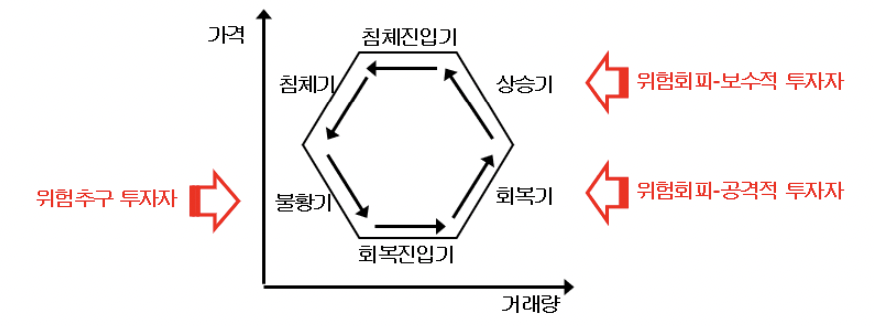 가격
침체진입기
침체기
상승기
위험회피-보수적 투자자
위험추구 투자자
불황기
회복기
위험회피-공격적 투자자
회복진입기
거래량